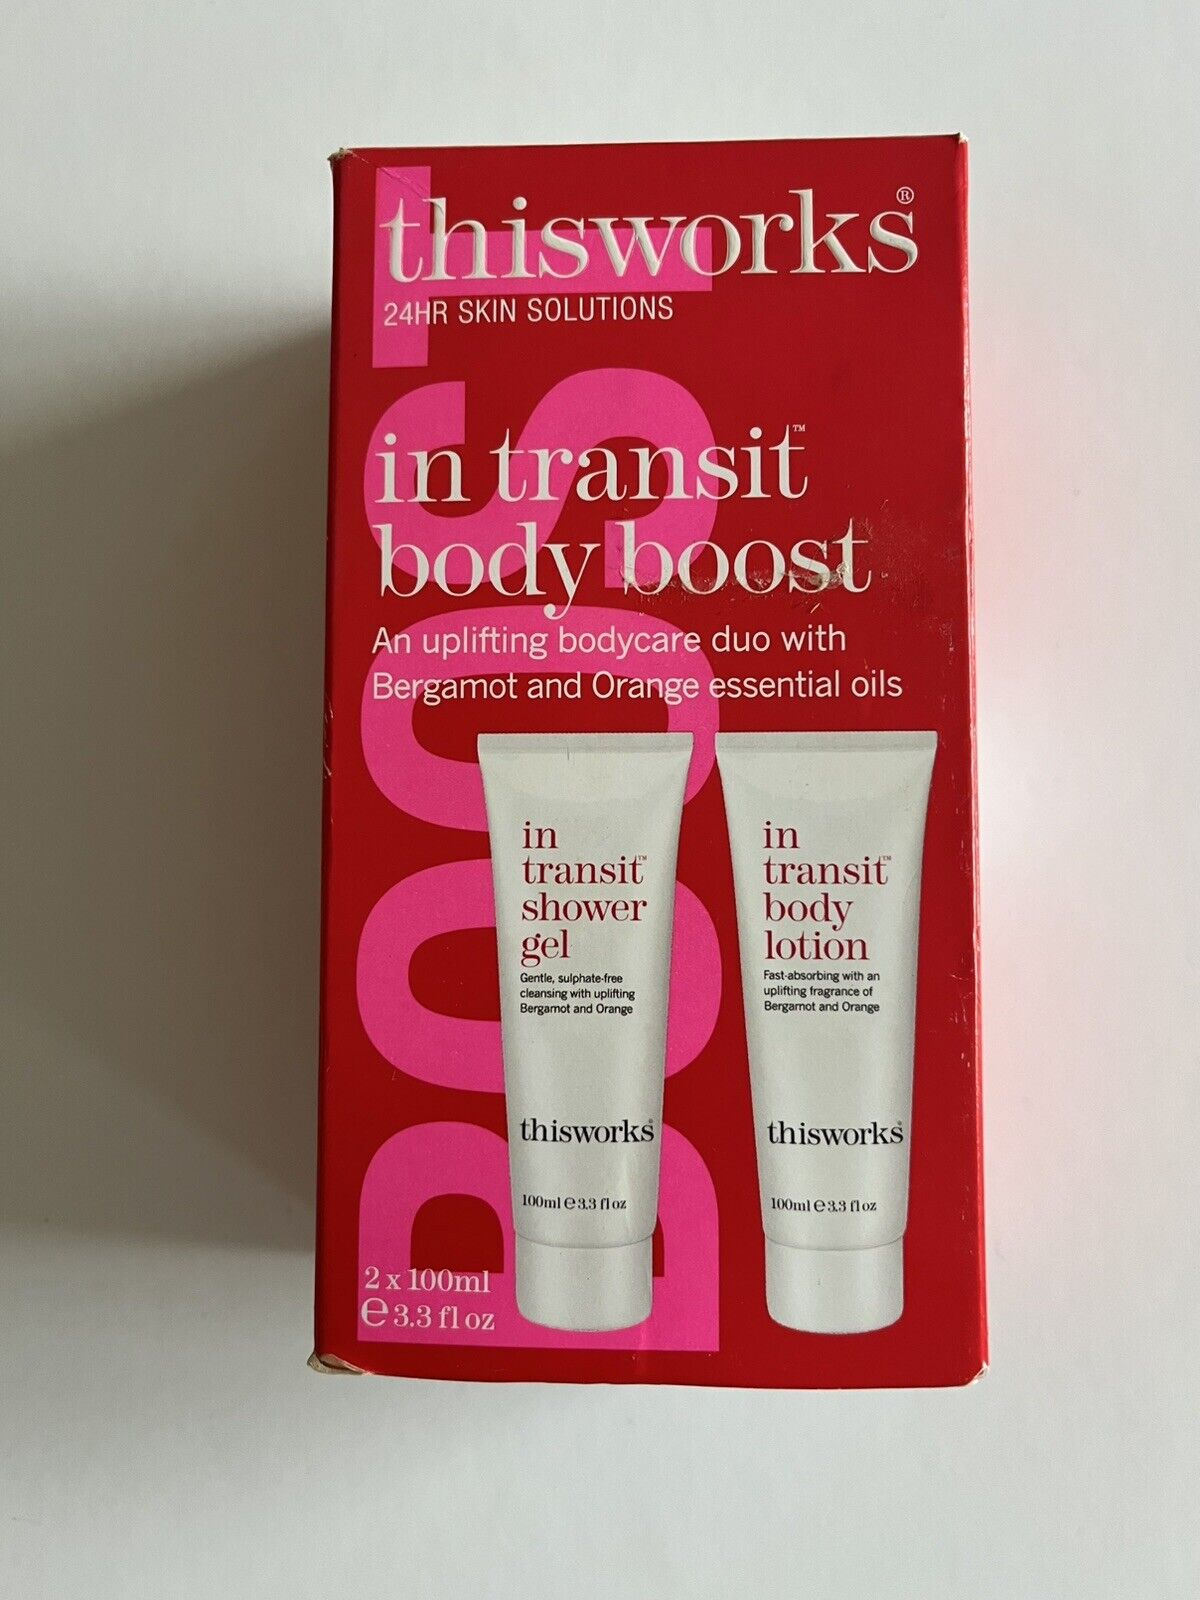 thisworks®
24HR SKIN SOLUTIONS
BOOST
in transit™
body boost
An uplifting bodycare duo with
Bergamot and Orange essential oils
in
transit™
shower
gel
Gentle, sulphate-free
cleansing with uplifting
Bergamot and Orange
thisworks®
100ml ℮ 3.3 fl oz
in
transit™
body
lotion
Fast-absorbing with an
uplifting fragrance of
Bergamot and Orange
thisworks®
100ml ℮ 3.3 fl oz
2 x 100ml
℮ 3.3 fl oz